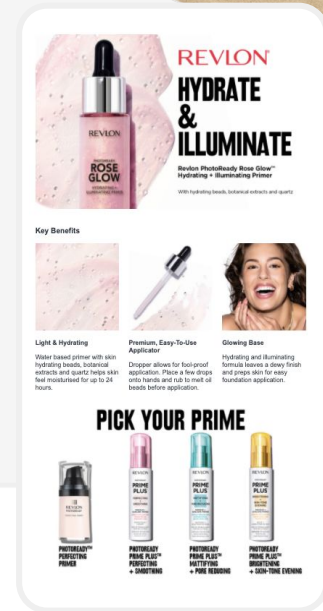 REVLON
HYDRATE
&
ILLUMINATE
Revlon PhotoReady Rose Glow™
Hydrating + Illuminating Primer
With hydrating beads, botanical extracts and quartz
REVLON
PHOTOREADY
ROSE
GLOW
HYDRATING +
ILLUMINATING PRIMER
Key Benefits
Light & Hydrating
Water based primer with skin
hydrating beads, botanical
extracts and quartz helps skin
feel moisturised for up to 24
hours.
Premium, Easy-To-Use
Applicator
Dropper allows for fool-proof
application. Place a few drops
onto hands and rub to melt oil
beads before application.
Glowing Base
Hydrating and illuminating
formula leaves a dewy finish
and preps skin for easy
foundation application.
PICK YOUR PRIME
REVLON
REVLON
PRIME
PLUS
REVLON
PRIME
PLUS
REVLON
PRIME
PLUS
PHOTOREADY™
PERFECTING
PRIMER
PHOTOREADY
PRIME PLUS™
PERFECTING
+ SMOOTHING
PHOTOREADY
PRIME PLUS™
MATTIFYING
+ PORE REDUCING
PHOTOREADY
PRIME PLUS™
BRIGHTENING
+ SKIN-TONE EVENING